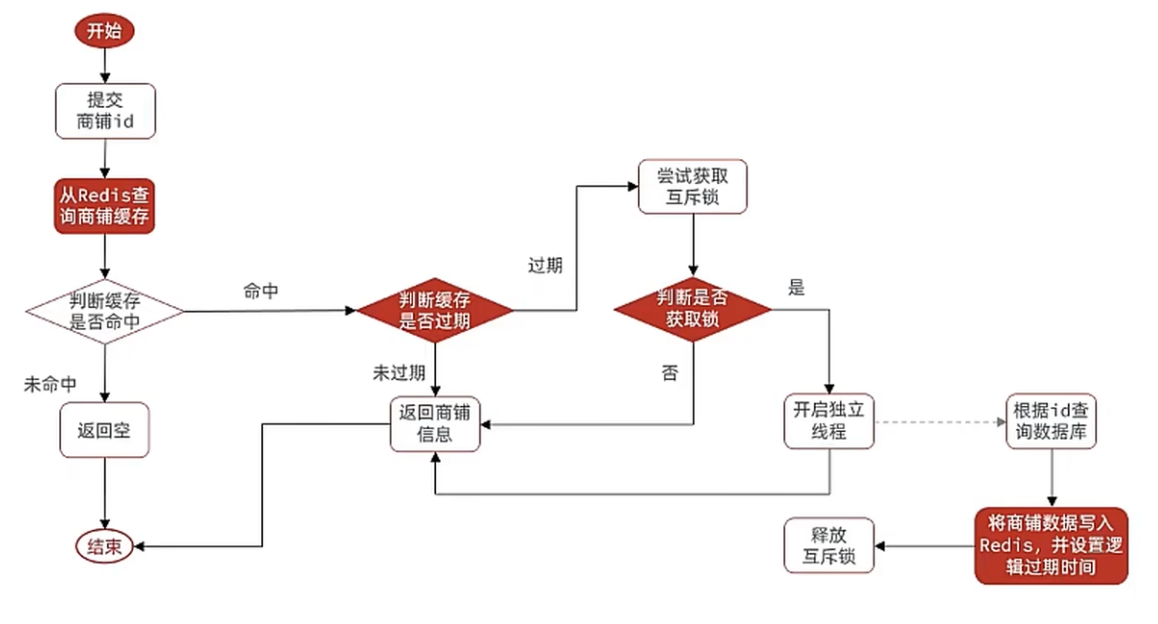 开始
提交
商铺id
从Redis查
询商铺缓存
判断缓存
是否命中
命中
未命中
返回空
结束
判断缓存
是否过期
过期
未过期
返回商铺
信息
尝试获取
互斥锁
判断是否
获取锁
是
否
开启独立
线程
根据id查
询数据库
将商铺数据写入
Redis，并设置逻
辑过期时间
释放
互斥锁